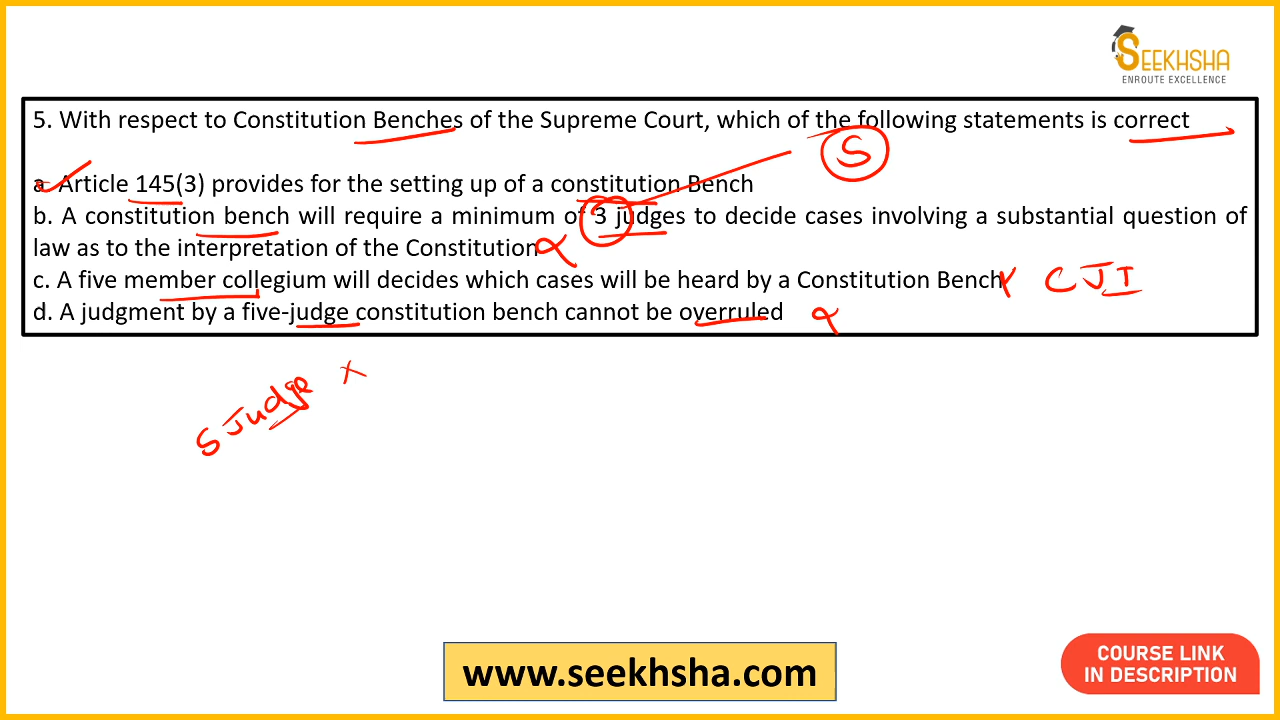 SEEKHSHA
ENROUTE EXCELLENCE
5. With respect to Constitution Benches of the Supreme Court, which of the following statements is correct
S
a. Article 145(3) provides for the setting up of a constitution Bench
b. A constitution bench will require a minimum of 3 judges to decide cases involving a substantial question of
law as to the interpretation of the Constitution
c. A five member collegium will decides which cases will be heard by a Constitution Bench CJI
d. A judgment by a five-judge constitution bench cannot be overruled
5 Judge X
www.seekhsha.com
COURSE LINK
IN DESCRIPTION